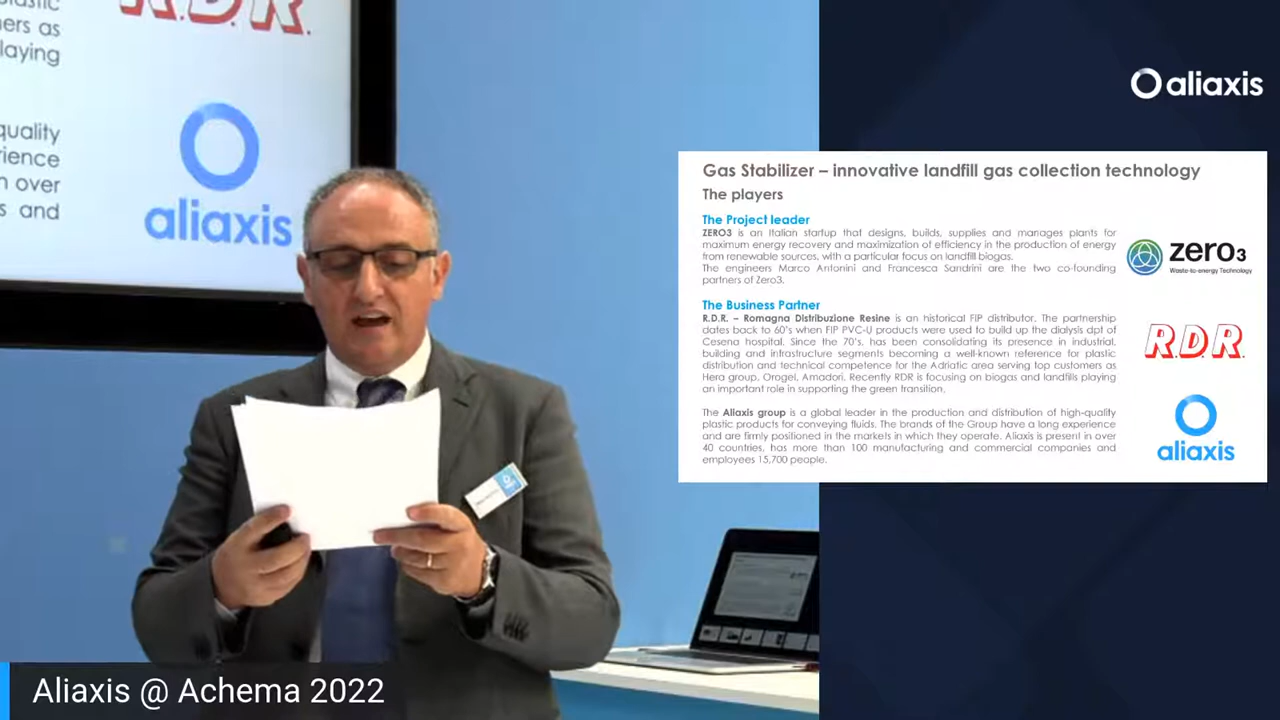 astic
ners as
laying
R.D.R.
quality
rience
n over
s and
aliaxis
aliaxis
Gas Stabilizer – innovative landfill gas collection technology
The players
The Project leader
ZERO3 is an Italian startup that designs, builds, supplies and manages plants for
maximum energy recovery and maximization of efficiency in the production of energy
from renewable sources, with a particular focus on landfill biogas.
The engineers Marco Antonini and Francesca Sandrini are the two co-founding
partners of Zero3.
zero3
Waste-to-energy Technology
The Business Partner
R.D.R. – Romagna Distribuzione Resine is an historical FIP distributor. The partnership
dates back to 60's when FIP PVC-U products were used to build up the dialysis dpt of
Cesena hospital. Since the 70's, has been consolidating its presence in industrial,
building and infrastructure segments becoming a well-known reference for plastic
distribution and technical competence for the Adriatic area serving top customers as
Hera group, Orogel, Amadori. Recently RDR is focusing on biogas and landfills playing
an important role in supporting the green transition.
R.D.R.
The Aliaxis group is a global leader in the production and distribution of high-quality
plastic products for conveying fluids. The brands of the Group have a long experience
and are firmly positioned in the markets in which they operate. Aliaxis is present in over
40 countries, has more than 100 manufacturing and commercial companies and
employees 15,700 people.
aliaxis
Aliaxis @ Achema 2022